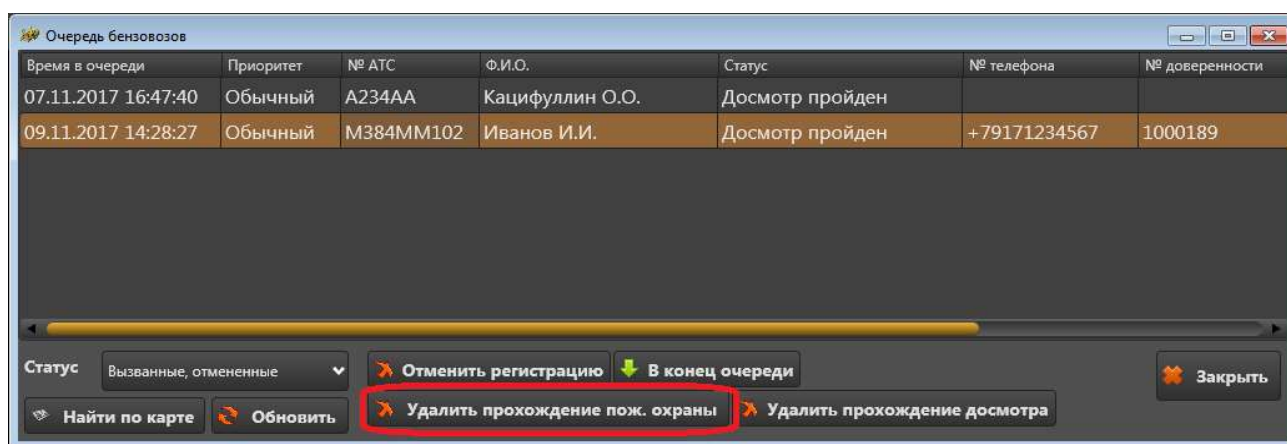 Очередь бензовозов
Время в очереди Приоритет № АТС Ф.И.О. Статус № телефона № доверенности
07.11.2017 16:47:40 Обычный А234АА Кацифуллин О.О. Досмотр пройден
09.11.2017 14:28:27 Обычный М384ММ102 Иванов И.И. Досмотр пройден +79171234567 1000189
Статус Вызванные, отмененные Отменить регистрацию В конец очереди Закрыть
Найти по карте Обновить Удалить прохождение пож. охраны Удалить прохождение досмотра